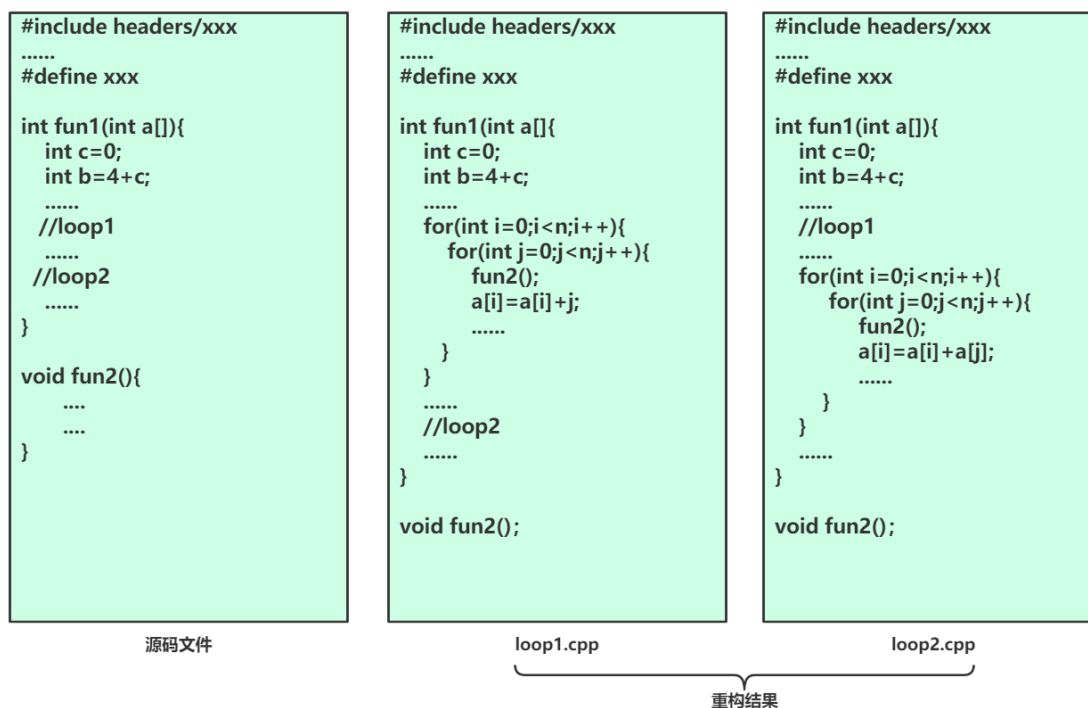 #include headers/xxx
......
#define xxx
int fun1(int a[]){
int c=0;
int b=4+c;
......
//loop1
......
//loop2
......
}
void fun2(){
....
....
}
源码文件
#include headers/xxx
......
#define xxx
int fun1(int a[]{
int c=0;
int b=4+c;
......
for(int i=0;i<n;i++){
for(int j=0;j<n;j++){
fun2();
a[i]=a[i]+j;
......
}
}
......
//loop2
......
}
void fun2();
loop1.cpp
#include headers/xxx
......
#define xxx
int fun1(int a[]){
int c=0;
int b=4+c;
......
//loop1
......
for(int i=0;i<n;i++){
for(int j=0;j<n;j++){
fun2();
a[i]=a[i]+a[j];
......
}
}
......
}
void fun2();
loop2.cpp
重构结果